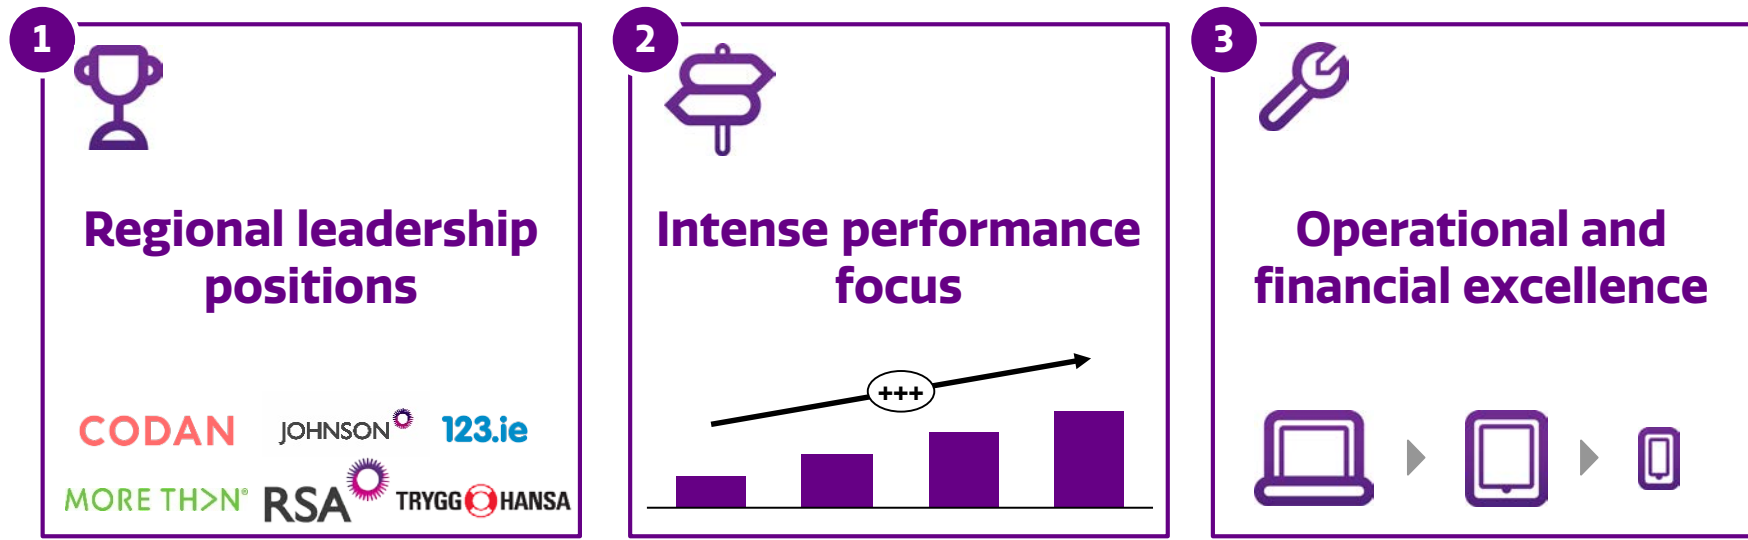 1
Regional leadership
positions
CODAN JOHNSON 123.ie
MORE TH>N® RSA TRYGG HANSA
2
Intense performance
focus
+++
3
Operational and
financial excellence